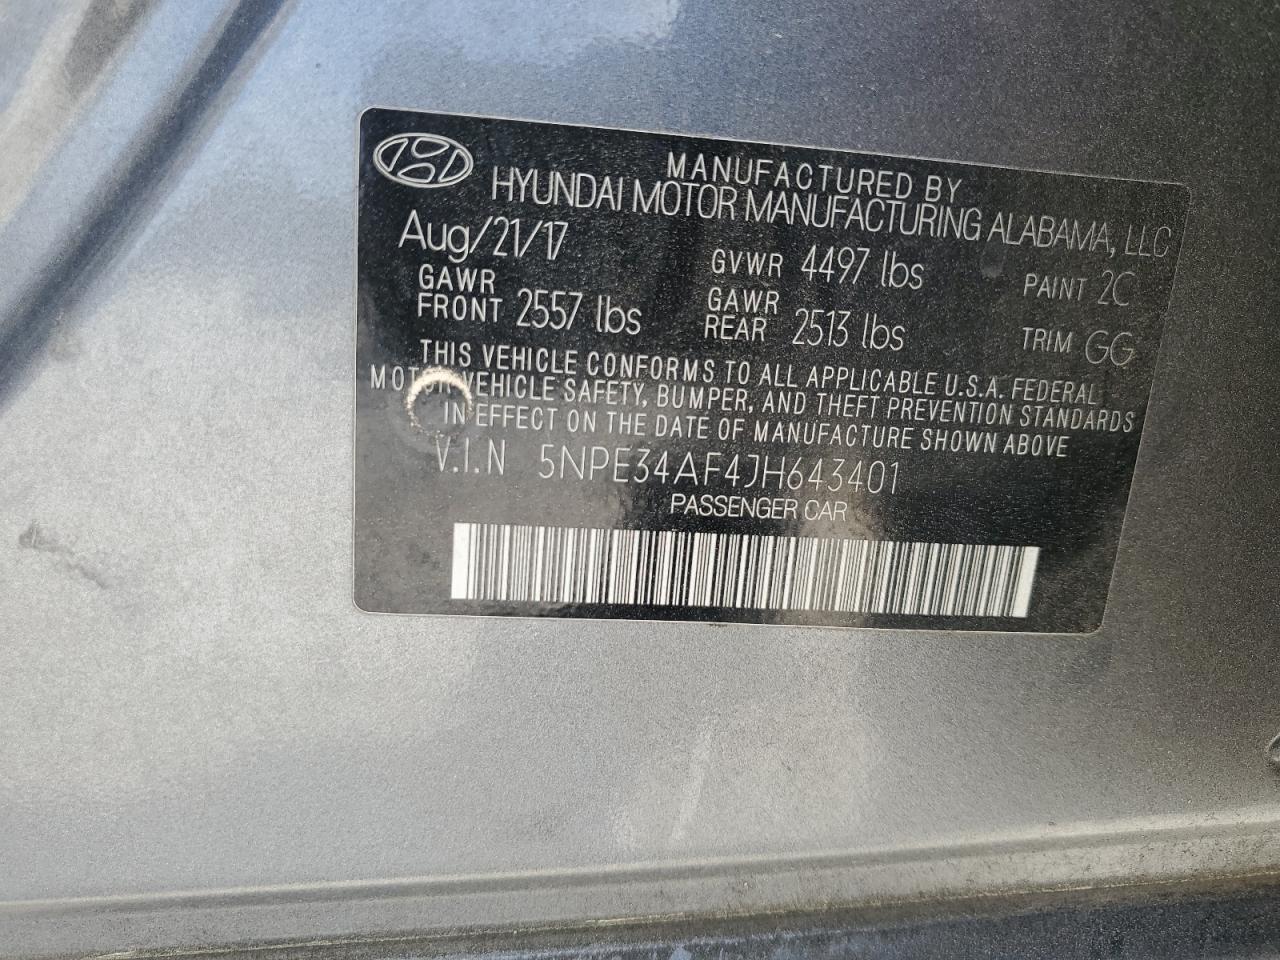 MANUFACTURED BY
HYUNDAI MOTOR MANUFACTURING ALABAMA, LLC
Aug/21/17 GVWR 4497 lbs PAINT 2C
GAWR FRONT 2557 lbs GAWR REAR 2513 lbs TRIM GG
THIS VEHICLE CONFORMS TO ALL APPLICABLE U.S.A. FEDERAL
MOTOR VEHICLE SAFETY, BUMPER, AND THEFT PREVENTION STANDARDS
IN EFFECT ON THE DATE OF MANUFACTURE SHOWN ABOVE
V.I.N 5NPE34AF4JH643401
PASSENGER CAR